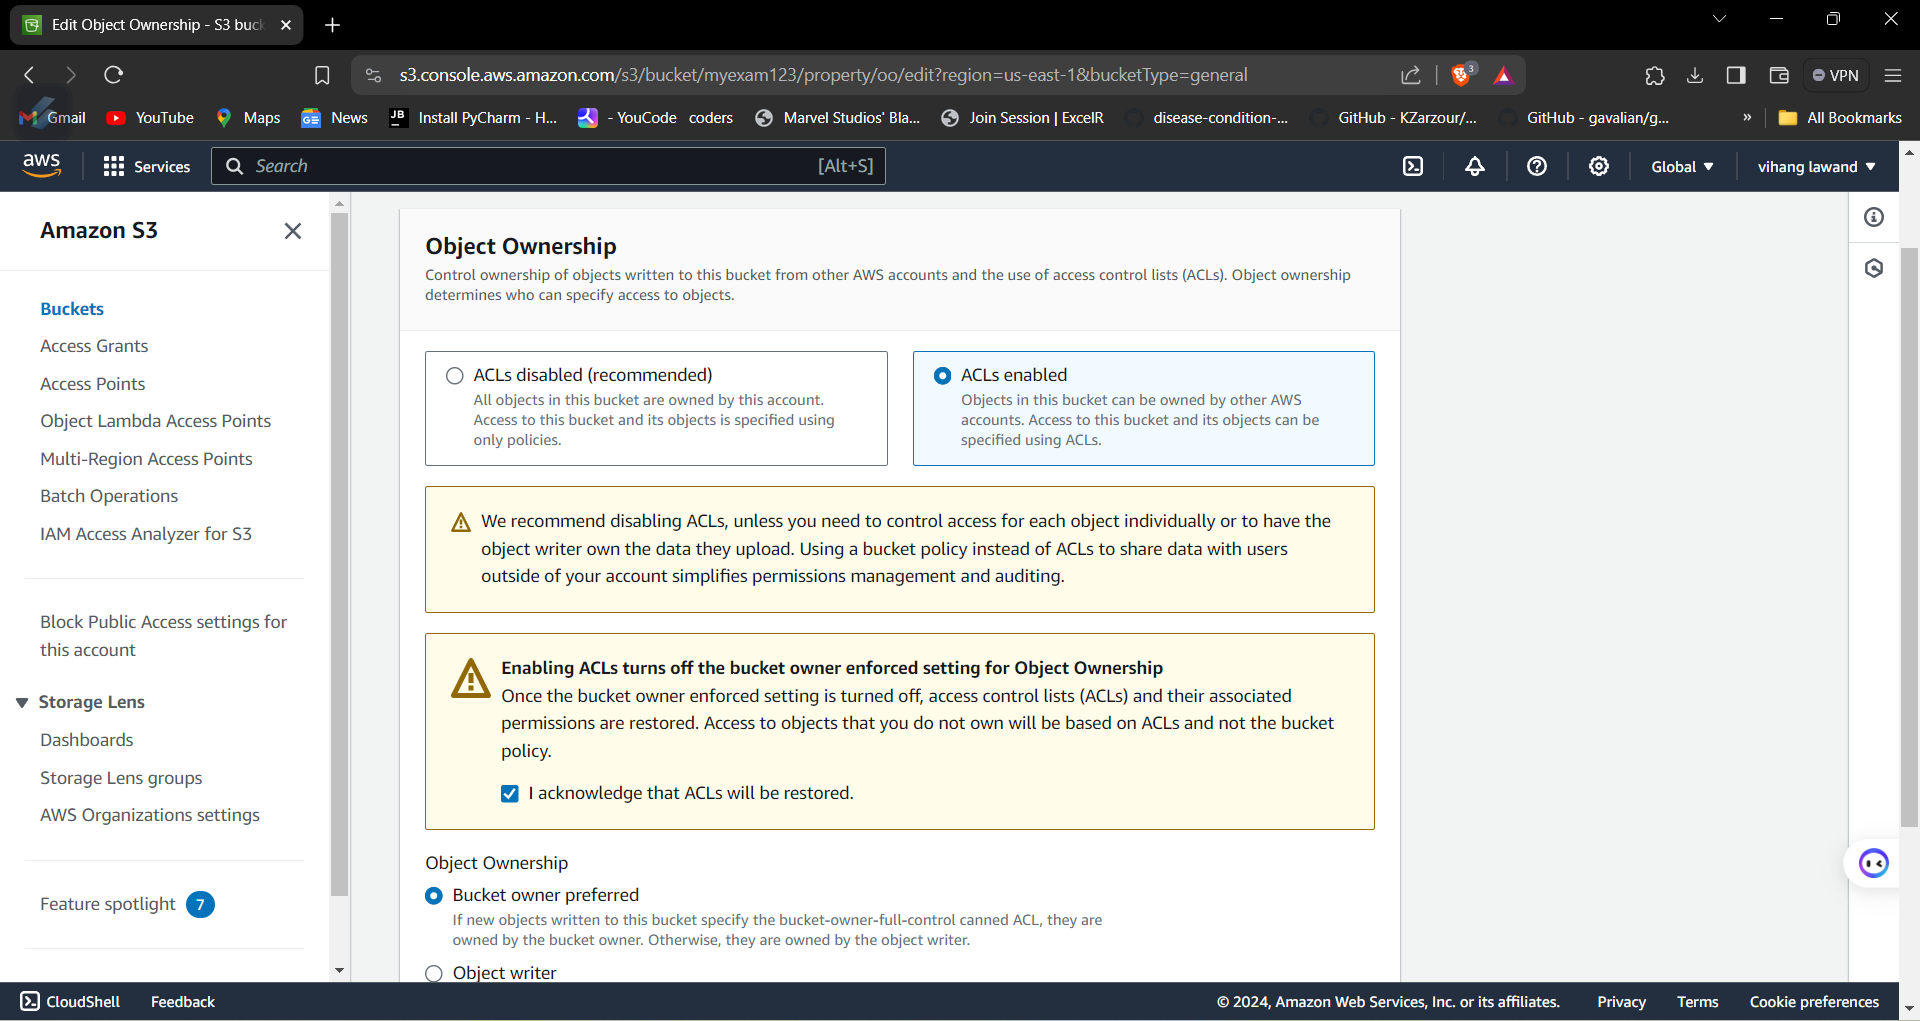 Edit Object Ownership - S3 buc
s3.console.aws.amazon.com/s3/bucket/myexam123/property/oo/edit?region=us-east-1&bucketType=general
3
VPN
Gmail
YouTube
Maps
News
JB
Install PyCharm - H...
- YouCode coders
Marvel Studios' Bla...
Join Session | ExcelR
disease-condition-...
GitHub - KZarzour/...
GitHub - gavalian/g...
»
All Bookmarks
aws
Services
Search
[Alt+S]
Global
vihang lawand
Amazon S3
Buckets
Access Grants
Access Points
Object Lambda Access Points
Multi-Region Access Points
Batch Operations
IAM Access Analyzer for S3
Block Public Access settings for
this account
Storage Lens
Dashboards
Storage Lens groups
AWS Organizations settings
Feature spotlight 7
Object Ownership
Control ownership of objects written to this bucket from other AWS accounts and the use of access control lists (ACLs). Object ownership
determines who can specify access to objects.
ACLs disabled (recommended)
All objects in this bucket are owned by this account.
Access to this bucket and its objects is specified using
only policies.
ACLs enabled
Objects in this bucket can be owned by other AWS
accounts. Access to this bucket and its objects can be
specified using ACLs.
We recommend disabling ACLs, unless you need to control access for each object individually or to have the
object writer own the data they upload. Using a bucket policy instead of ACLs to share data with users
outside of your account simplifies permissions management and auditing.
Enabling ACLs turns off the bucket owner enforced setting for Object Ownership
Once the bucket owner enforced setting is turned off, access control lists (ACLs) and their associated
permissions are restored. Access to objects that you do not own will be based on ACLs and not the bucket
policy.
I acknowledge that ACLs will be restored.
Object Ownership
Bucket owner preferred
If new objects written to this bucket specify the bucket-owner-full-control canned ACL, they are
owned by the bucket owner. Otherwise, they are owned by the object writer.
Object writer
CloudShell
Feedback
© 2024, Amazon Web Services, Inc. or its affiliates.
Privacy
Terms
Cookie preferences